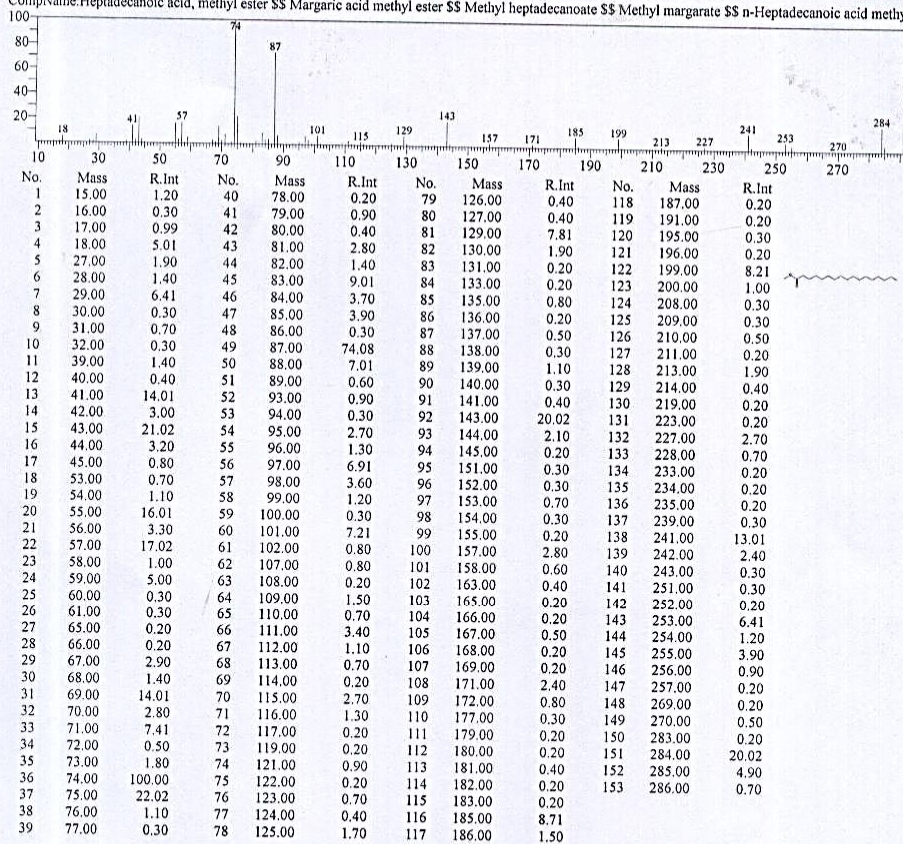 CompName:Heptadecanoic acid, methyl ester $$ Margaric acid methyl ester $$ Methyl heptadecanoate $$ Methyl margarate $$ n-Heptadecanoic acid methy
100
74
80
87
60
40
20
18 41 57 101 115 129 143 157 171 185 199 213 227 241 253 270 284
10 30 50 70 90 110 130 150 170 190 210 230 250 270
No. Mass R.Int No. Mass R.Int No. Mass R.Int No. Mass R.Int
1 15.00 1.20 40 78.00 0.20 79 126.00 0.40 118 187.00 0.20
2 16.00 0.30 41 79.00 0.90 80 127.00 0.40 119 191.00 0.20
3 17.00 0.99 42 80.00 0.40 81 129.00 7.81 120 195.00 0.30
4 18.00 5.01 43 81.00 2.80 82 130.00 1.90 121 196.00 0.20
5 27.00 1.90 44 82.00 1.40 83 131.00 0.20 122 199.00 8.21
6 28.00 1.40 45 83.00 9.01 84 133.00 0.20 123 200.00 1.00
7 29.00 6.41 46 84.00 3.70 85 135.00 0.80 124 208.00 0.30
8 30.00 0.30 47 85.00 3.90 86 136.00 0.20 125 209.00 0.30
9 31.00 0.70 48 86.00 0.30 87 137.00 0.50 126 210.00 0.50
10 32.00 0.30 49 87.00 74.08 88 138.00 0.30 127 211.00 0.20
11 39.00 1.40 50 88.00 7.01 89 139.00 1.10 128 213.00 1.90
12 40.00 0.40 51 89.00 0.60 90 140.00 0.30 129 214.00 0.40
13 41.00 14.01 52 93.00 0.90 91 141.00 0.40 130 219.00 0.20
14 42.00 3.00 53 94.00 0.30 92 143.00 20.02 131 223.00 0.20
15 43.00 21.02 54 95.00 2.70 93 144.00 2.10 132 227.00 2.70
16 44.00 3.20 55 96.00 1.30 94 145.00 0.20 133 228.00 0.70
17 45.00 0.80 56 97.00 6.91 95 151.00 0.30 134 233.00 0.20
18 53.00 0.70 57 98.00 3.60 96 152.00 0.30 135 234.00 0.20
19 54.00 1.10 58 99.00 1.20 97 153.00 0.70 136 235.00 0.20
20 55.00 16.01 59 100.00 0.30 98 154.00 0.30 137 239.00 0.30
21 56.00 3.30 60 101.00 7.21 99 155.00 0.20 138 241.00 13.01
22 57.00 17.02 61 102.00 0.80 100 157.00 2.80 139 242.00 2.40
23 58.00 1.00 62 107.00 0.80 101 158.00 0.60 140 243.00 0.30
24 59.00 5.00 63 108.00 0.20 102 163.00 0.40 141 251.00 0.30
25 60.00 0.30 64 109.00 1.50 103 165.00 0.20 142 252.00 0.20
26 61.00 0.30 65 110.00 0.70 104 166.00 0.20 143 253.00 6.41
27 65.00 0.20 66 111.00 3.40 105 167.00 0.50 144 254.00 1.20
28 66.00 0.20 67 112.00 1.10 106 168.00 0.20 145 255.00 3.90
29 67.00 2.90 68 113.00 0.70 107 169.00 0.20 146 256.00 0.90
30 68.00 1.40 69 114.00 0.20 108 171.00 2.40 147 257.00 0.20
31 69.00 14.01 70 115.00 2.70 109 172.00 0.80 148 269.00 0.20
32 70.00 2.80 71 116.00 1.30 110 177.00 0.30 149 270.00 0.50
33 71.00 7.41 72 117.00 0.20 111 179.00 0.20 150 283.00 0.20
34 72.00 0.50 73 119.00 0.20 112 180.00 0.20 151 284.00 20.02
35 73.00 1.80 74 121.00 0.90 113 181.00 0.40 152 285.00 4.90
36 74.00 100.00 75 122.00 0.20 114 182.00 0.20 153 286.00 0.70
37 75.00 22.02 76 123.00 0.70 115 183.00 0.20
38 76.00 1.10 77 124.00 0.40 116 185.00 8.71
39 77.00 0.30 78 125.00 1.70 117 186.00 1.50